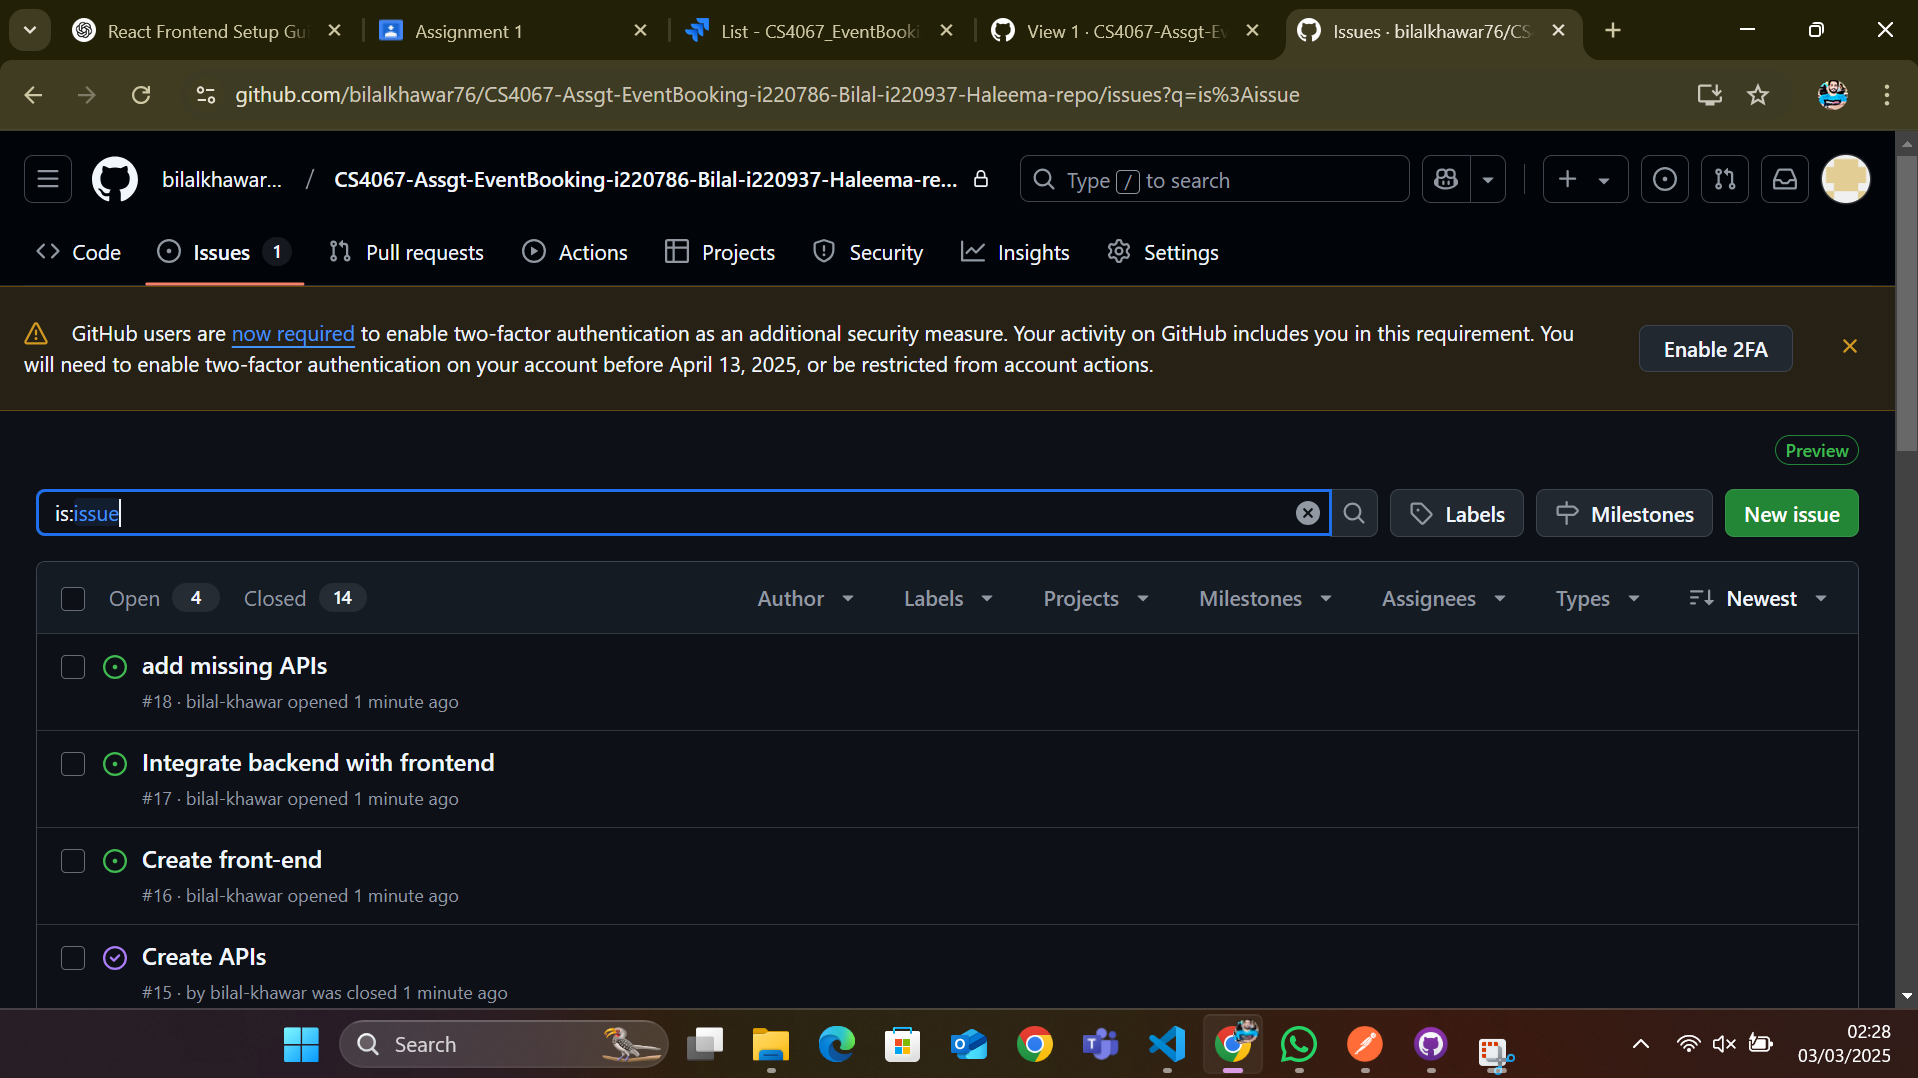 React Frontend Setup Gui
Assignment 1
List - CS4067_EventBooki
View 1 · CS4067-Assgt-Ev
Issues · bilalkhawar76/CS
github.com/bilalkhawar76/CS4067-Assgt-EventBooking-i220786-Bilal-i220937-Haleema-repo/issues?q=is%3Aissue
bilalkhawar... / CS4067-Assgt-EventBooking-i220786-Bilal-i220937-Haleema-re...
Type / to search
Code
Issues 1
Pull requests
Actions
Projects
Security
Insights
Settings
GitHub users are now required to enable two-factor authentication as an additional security measure. Your activity on GitHub includes you in this requirement. You
will need to enable two-factor authentication on your account before April 13, 2025, or be restricted from account actions.
Enable 2FA
Preview
is:issue
Labels
Milestones
New issue
Open 4
Closed 14
Author
Labels
Projects
Milestones
Assignees
Types
Newest
add missing APIs
#18 · bilal-khawar opened 1 minute ago
Integrate backend with frontend
#17 · bilal-khawar opened 1 minute ago
Create front-end
#16 · bilal-khawar opened 1 minute ago
Create APIs
#15 · by bilal-khawar was closed 1 minute ago
Search
02:28
03/03/2025